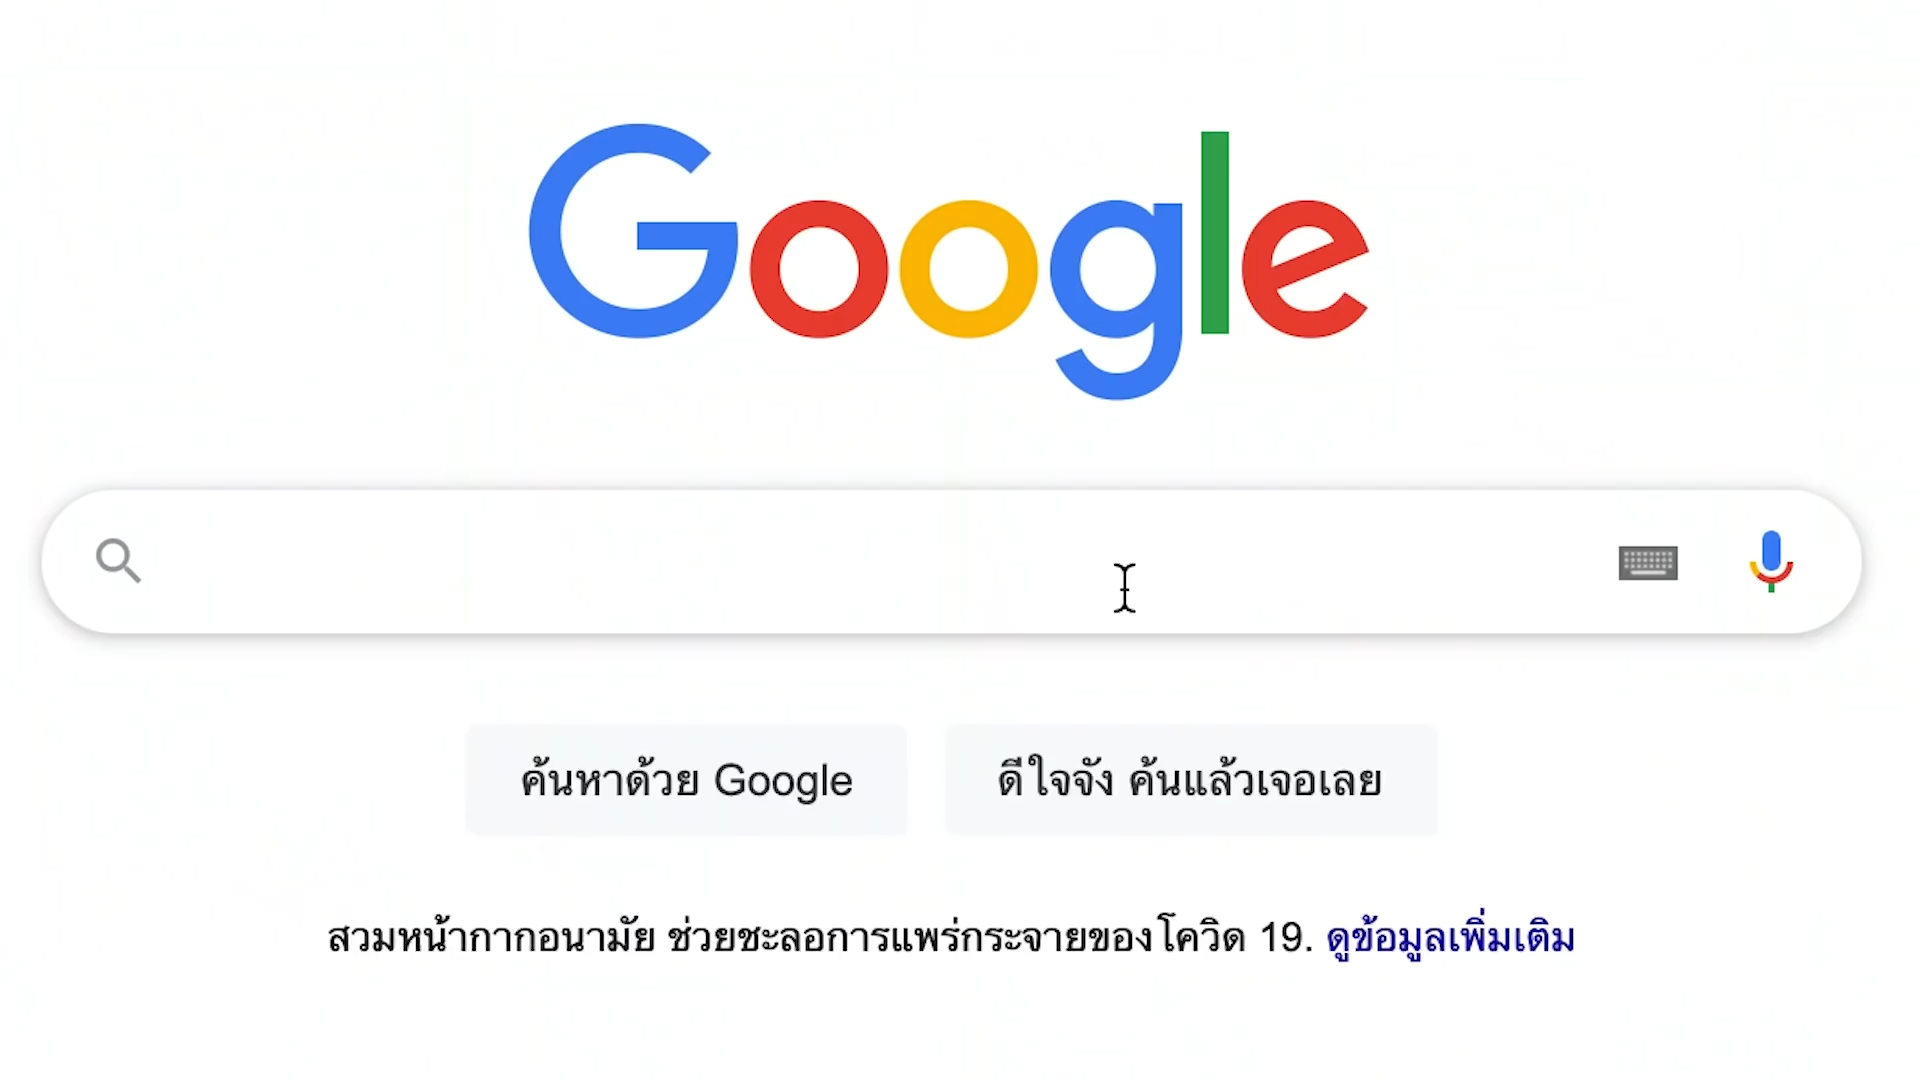 Google
ค้นหาด้วย Google
ดีใจจัง ค้นแล้วเจอเลย
สวมหน้ากากอนามัย ช่วยชะลอการแพร่กระจายของโควิด 19. ดูข้อมูลเพิ่มเติม